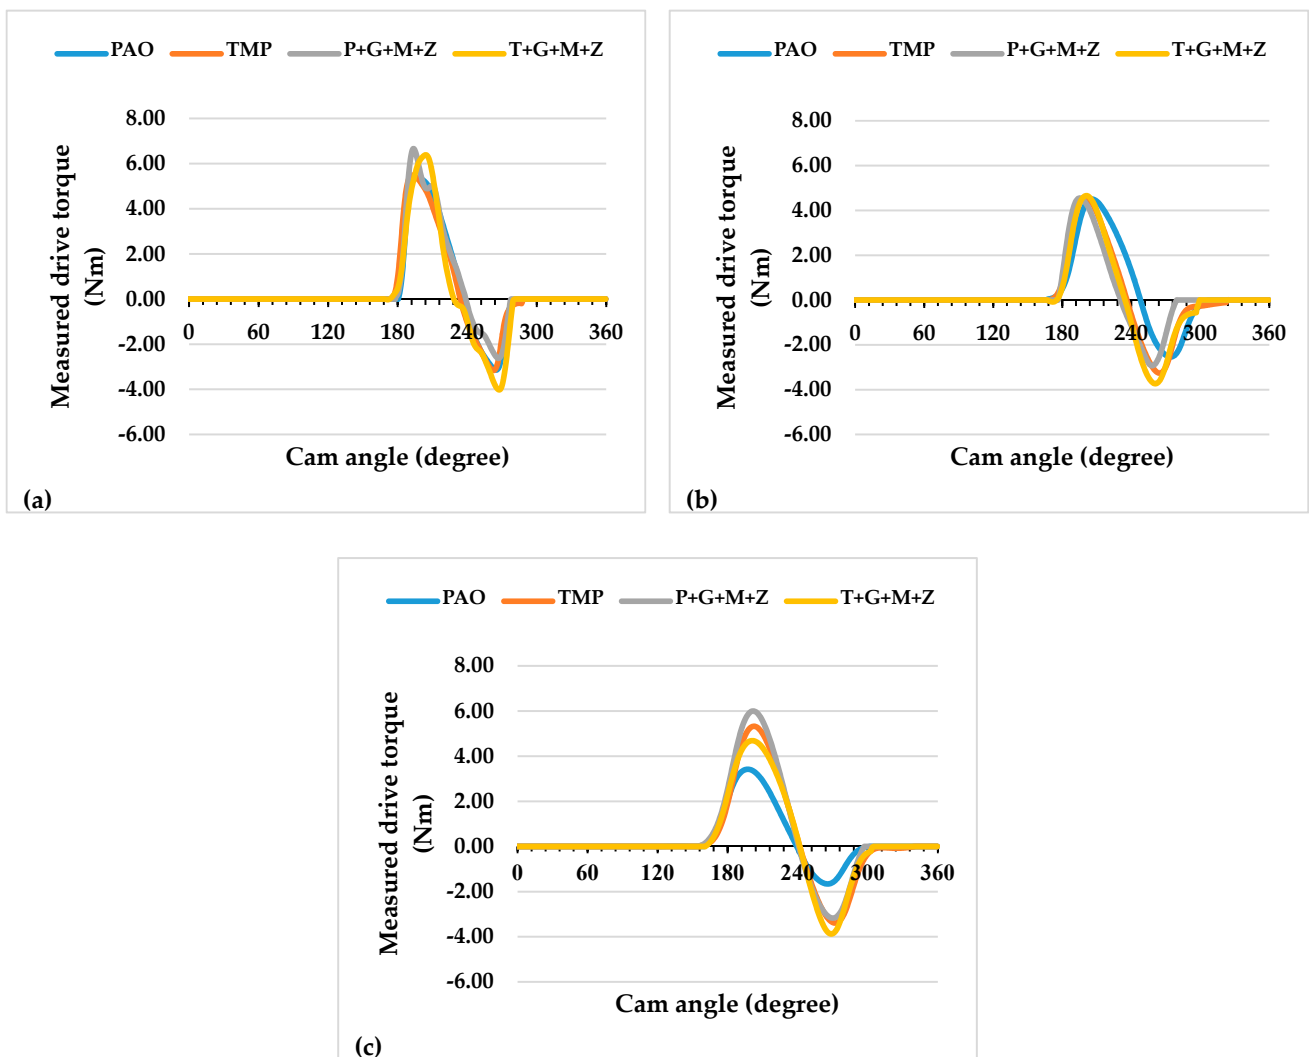 PAO TMP P+G+M+Z T+G+M+Z
8.00
6.00
4.00
2.00
0.00
-2.00
-4.00
-6.00
0 60 120 180 240 300 360
Measured drive torque
(Nm)
Cam angle (degree)
(a)
PAO TMP P+G+M+Z T+G+M+Z
8.00
6.00
4.00
2.00
0.00
-2.00
-4.00
-6.00
0 60 120 180 240 300 360
Measured drive torque
(Nm)
Cam angle (degree)
(b)
PAO TMP P+G+M+Z T+G+M+Z
8.00
6.00
4.00
2.00
0.00
-2.00
-4.00
-6.00
0 60 120 180 240 300 360
Measured drive torque
(Nm)
Cam angle (degree)
(c)